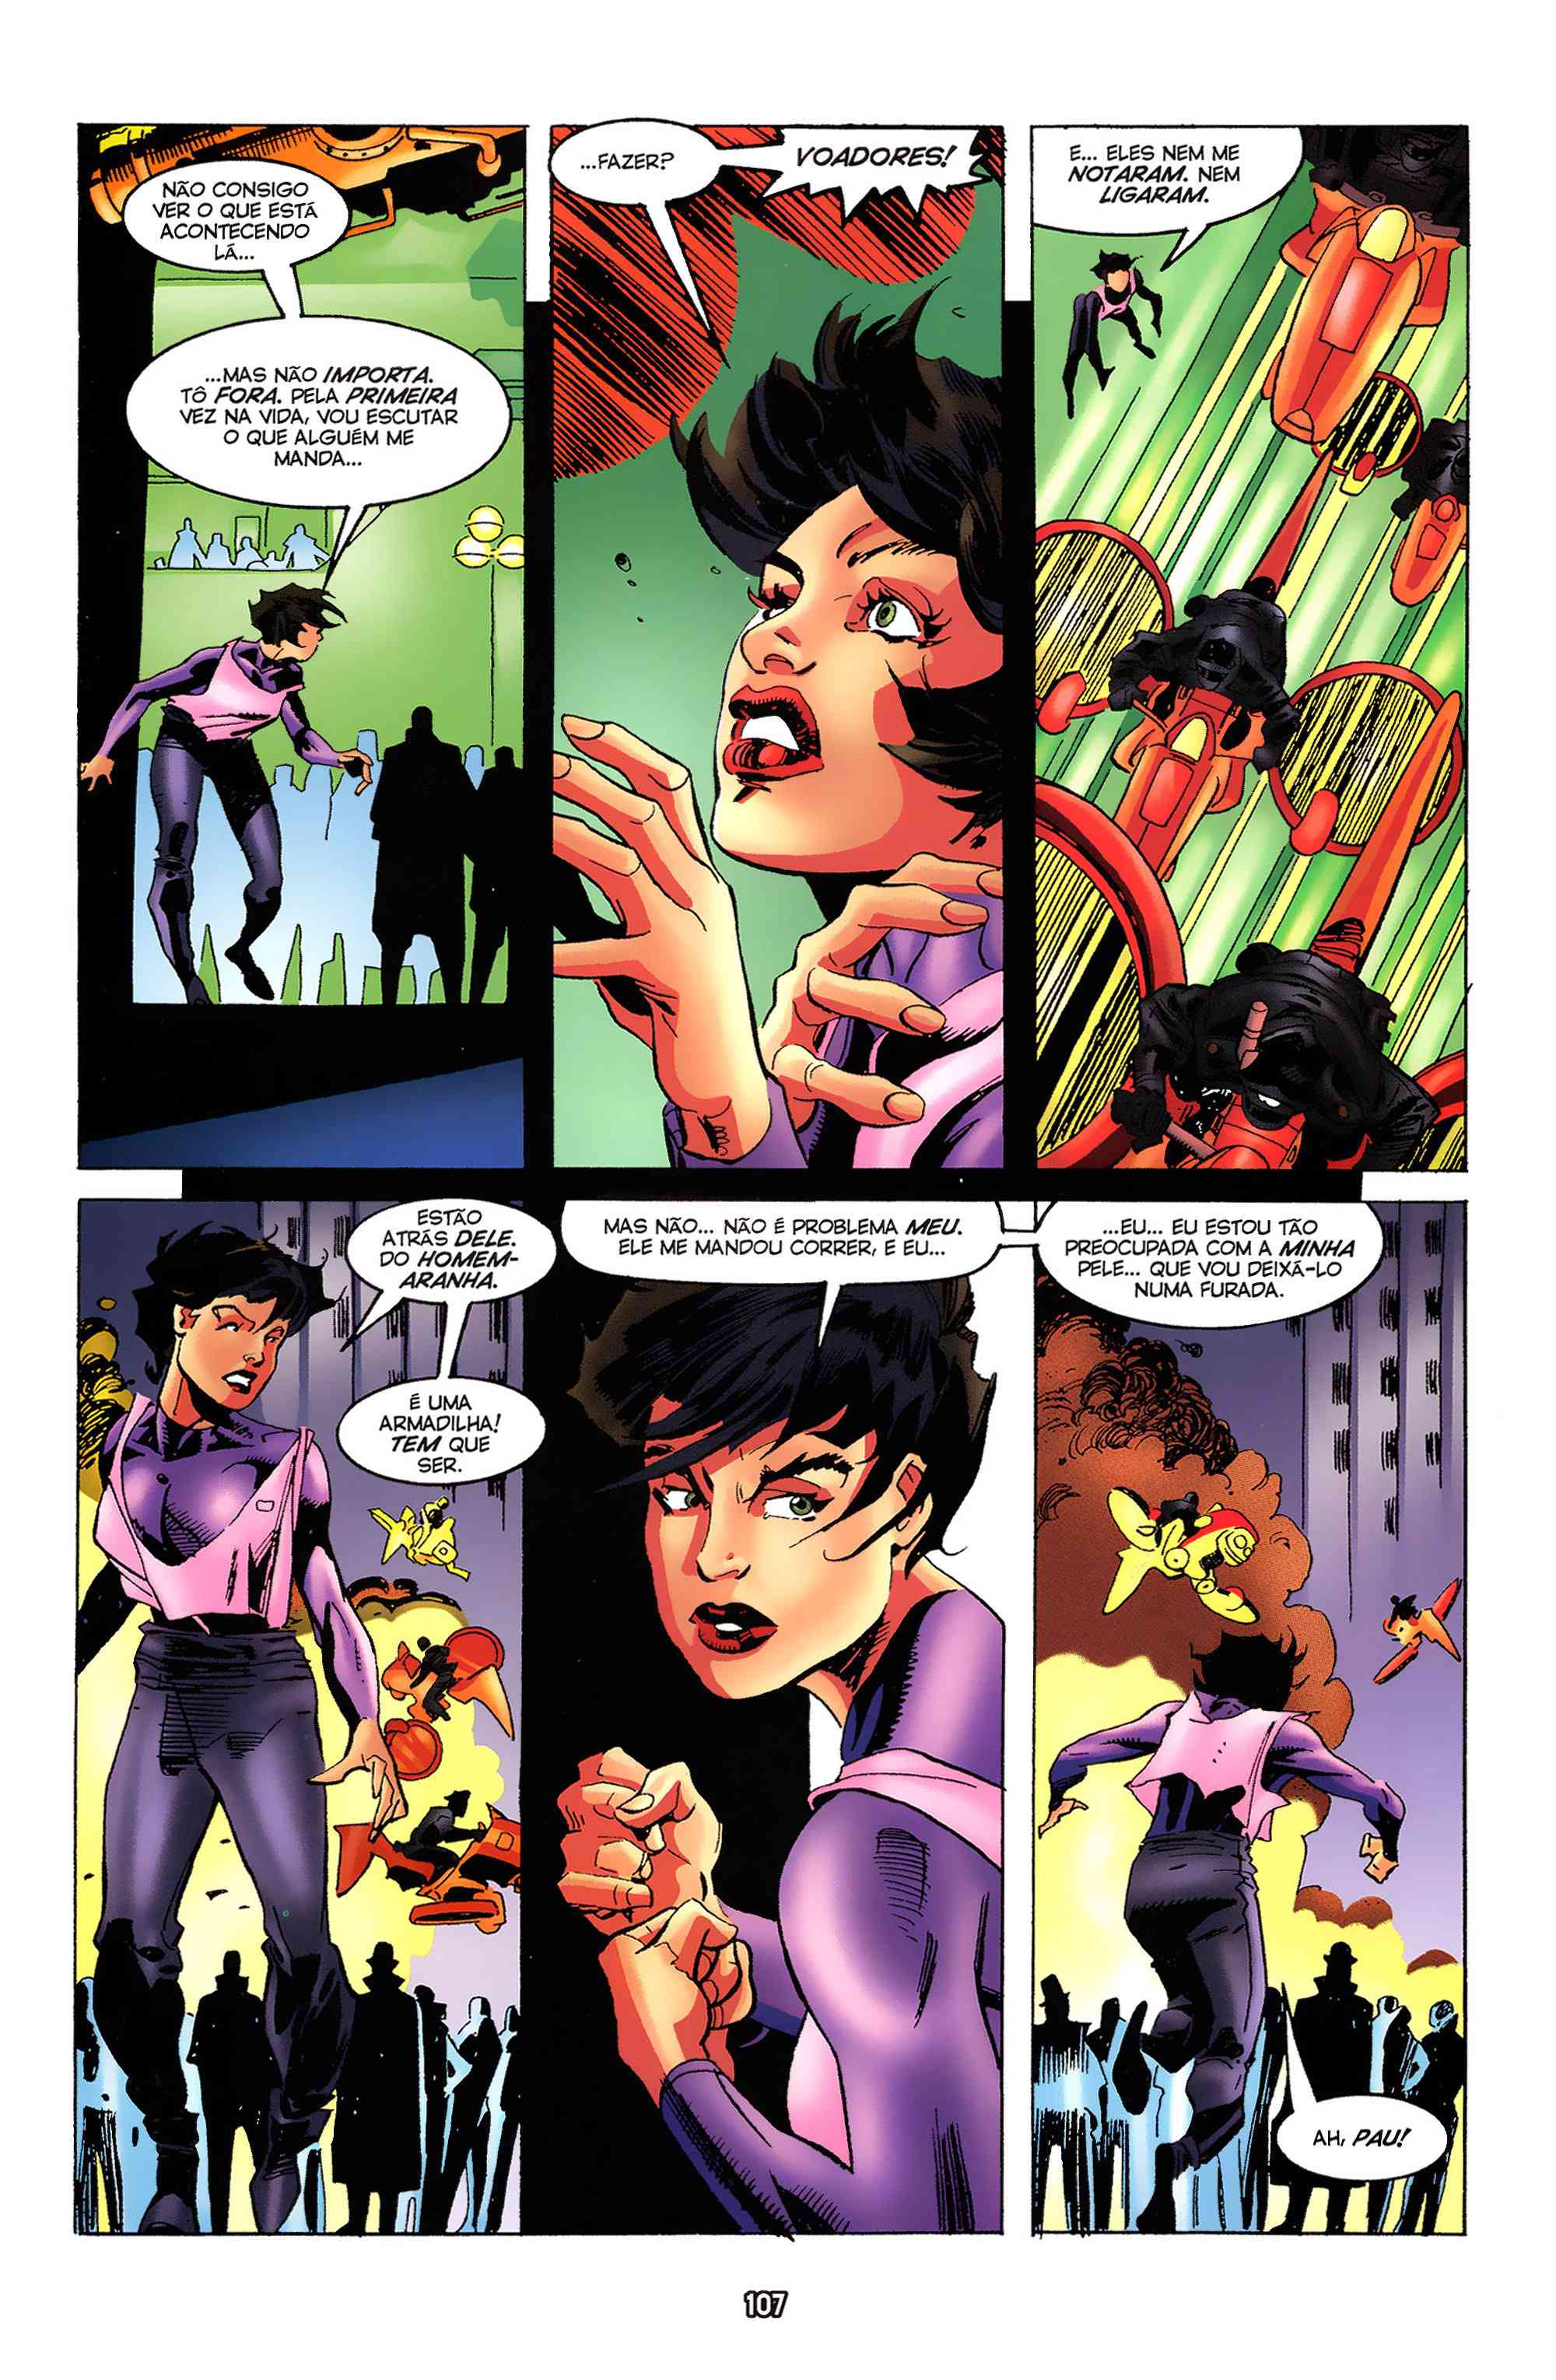 NÃO CONSIGO
VER O QUE ESTÁ
ACONTECENDO
LÁ...
...MAS NÃO IMPORTA.
TÔ FORA. PELA PRIMEIRA
VEZ NA VIDA, VOU ESCUTAR
O QUE ALGUÉM ME
MANDA...
...FAZER?
VOADORES!
E... ELES NEM ME
NOTARAM. NEM
LIGARAM.
ESTÃO
ATRÁS DELE.
DO HOMEM-
ARANHA.
É UMA
ARMADILHA!
TEM QUE
SER.
MAS NÃO... NÃO É PROBLEMA MEU.
ELE ME MANDOU CORRER, E EU...
...EU... EU ESTOU TÃO
PREOCUPADA COM A MINHA
PELE... QUE VOU DEIXÁ-LO
NUMA FURADA.
AH, PAU!
107